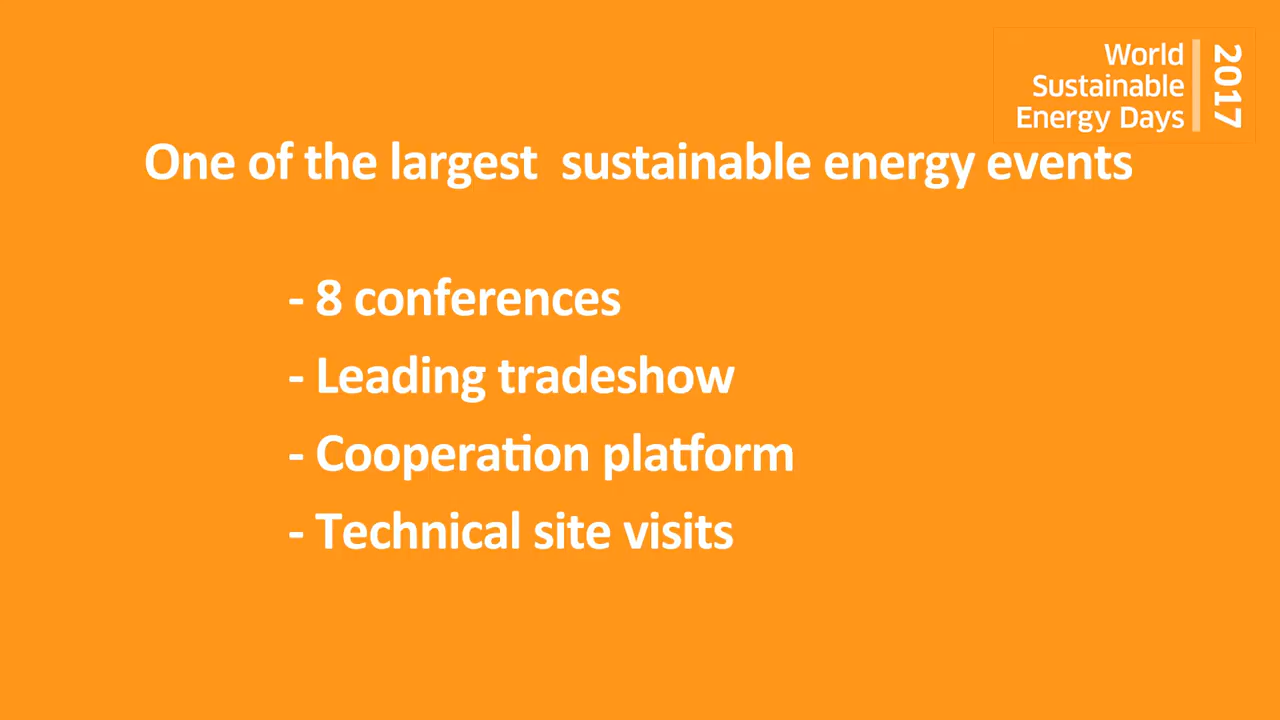 World
Sustainable
Energy Days
2017
One of the largest  sustainable energy events
- 8 conferences
- Leading tradeshow
- Cooperation platform
- Technical site visits